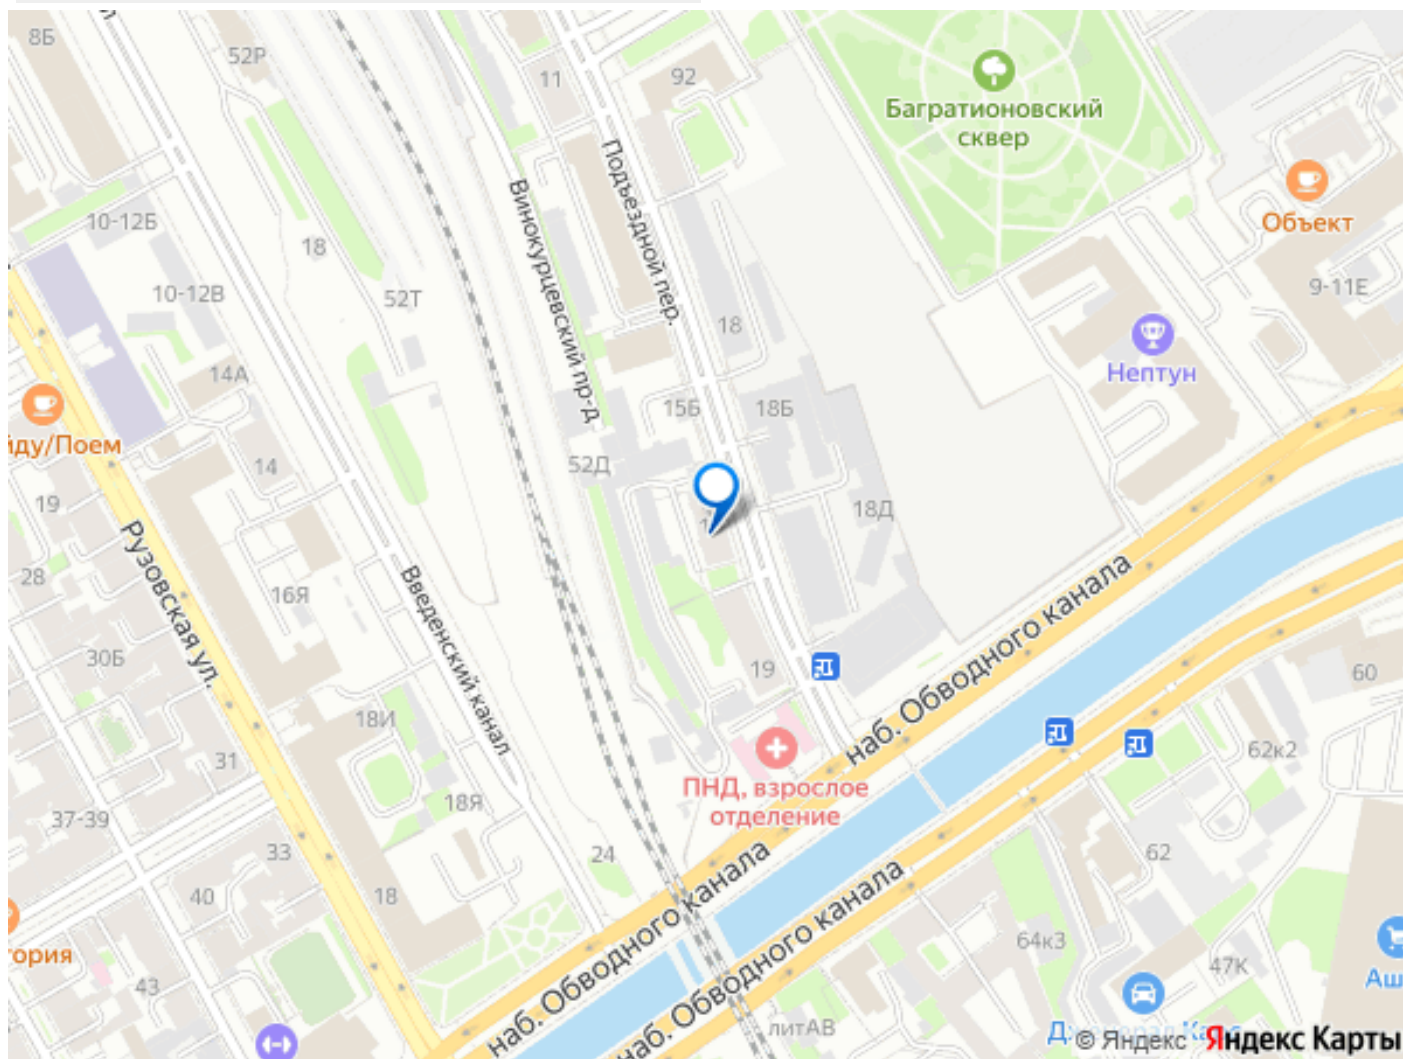 8Б
52Р
11
92
Багратионовский
сквер
Подъездной пер.
Объект
Винокурцевский пр-д
10-12Б
18
10-12В
52Т
9-11Е
18
Нептун
14А
15Б
18Б
йду/Поем
14
52Д
19
18Д
Рузовская ул.
наб. Обводного канала
28
Введенский канал
16Я
30Б
19
60
18И
62к2
31
ПНД, взрослое
отделение
18Я
37-39
33
24
62
40
18
наб. Обводного канала
наб. Обводного канала
тория
64к3
47К
43
Аш
литАВ
© Яндекс Яндекс Карты